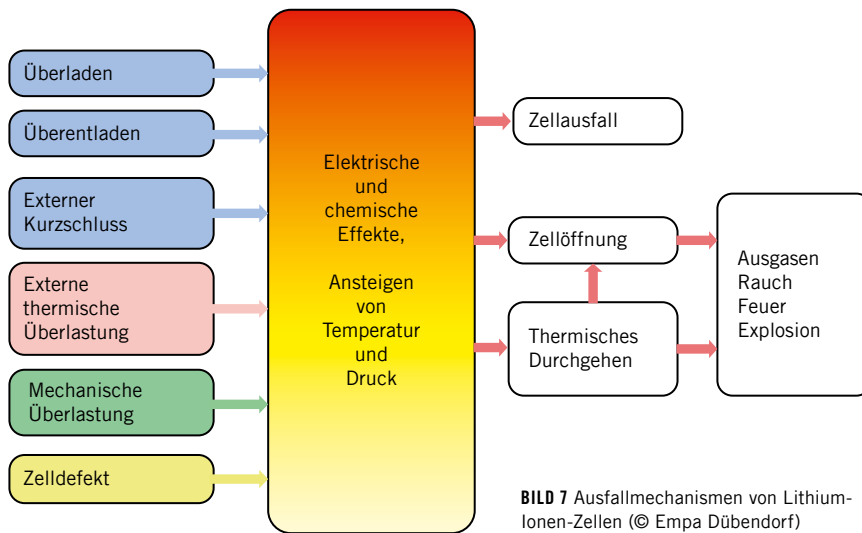 Überladen
Überentladen
Externer
Kurzschluss
Externe
thermische
Überlastung
Mechanische
Überlastung
Zelldefekt
Elektrische
und
chemische
Effekte,
Ansteigen
von
Temperatur
und
Druck
Zellausfall
Zellöffnung
Thermisches
Durchgehen
Ausgasen
Rauch
Feuer
Explosion
BILD 7 Ausfallmechanismen von Lithium-
Ionen-Zellen (© Empa Dübendorf)